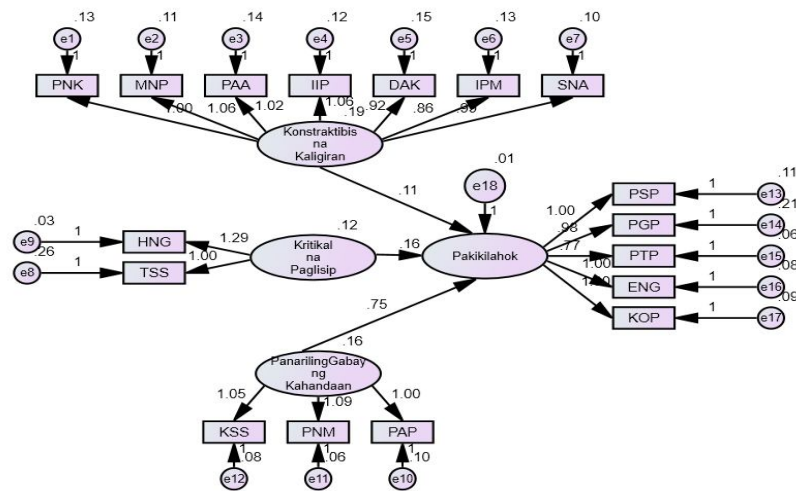 .13 .11 .14 .12 .15 .13 .10
e1 e2 e3 e4 e5 e6 e7
1 1 1 1 1 1 1
PNK MNP PAA IIP DAK IPM SNA
1.00 1.06 1.02 1.06 .92 .86
.19
Konstraktibis
na
Kaligiran
.01
e18
1
.11
.03
e9 1 HNG 1.29
.26
e8 1 TSS 1.00
.12
Kritikal
na
Paglisip
.16
Pakikilahok
1.00 PSP 1 e13 .11
PGP 1 e14 .21
.77 PTP 1 e15 .06
1.00 ENG 1 e16 .08
KOP 1 e17 .09
.75
.16
PanarilingGabay
ng
Kahandaan
1.05 1.09 1.00
KSS PNM PAP
1 1 1
.08 .06 .10
e12 e11 e10